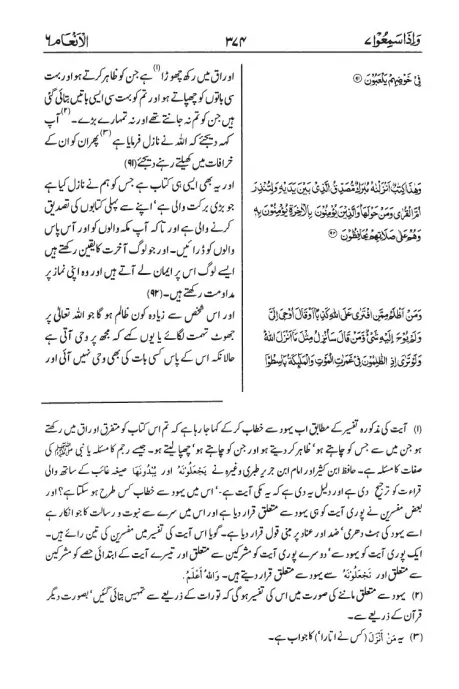 وَاِذَا سَمِعُوْا ۷
۳۷۴
الاَنْعَام ۶
فِیْ خَوْضِهِمْ یَلْعَبُوْنَ
وَهٰذَا كِتٰبٌ اَنْزَلْنٰهُ مُبٰرَكٌ مُّصَدِّقُ الَّذِیْ بَیْنَ یَدَیْهِ وَلِتُنْذِرَ
اُمَّ الْقُرٰی وَمَنْ حَوْلَهَا وَالَّذِیْنَ یُؤْمِنُوْنَ بِالْاٰخِرَةِ یُؤْمِنُوْنَ بِهٖ
وَهُمْ عَلٰی صَلَاتِهِمْ یُحَافِظُوْنَ
وَمَنْ اَظْلَمُ مِمَّنِ افْتَرٰی عَلَی اللهِ كَذِبًا اَوْ قَالَ اُوْحِیَ اِلَیَّ
وَلَمْ یُوْحَ اِلَیْهِ شَیْءٌ وَّمَنْ قَالَ سَاُنْزِلُ مِثْلَ مَا اَنْزَلَ اللهُ
وَلَوْ تَرٰی اِذِ الظّٰلِمُوْنَ فِیْ غَمَرٰتِ الْمَوْتِ وَالْمَلٰٓئِكَةُ بَاسِطُوْٓا
اوراق میں رکھ چھوڑا (۱) ہے جن کو ظاہر کرتے ہو اور بہت
سی باتوں کو چھپاتے ہو اور تم کو بہت سی ایسی باتیں بتائی گئی
ہیں جن کو تم نہ جانتے تھے اور نہ تمہارے بڑے۔ (۲) آپ
کہہ دیجئے کہ اللہ نے نازل فرمایا ہے (۳) پھر ان کو ان کے
خرافات میں کھیلتے رہنے دیجئے (۹۱)
اور یہ بھی ایسی ہی کتاب ہے جس کو ہم نے نازل کیا ہے
جو بڑی برکت والی ہے، اپنے سے پہلی کتابوں کی تصدیق
کرنے والی ہے اور تاکہ آپ مکہ والوں کو اور آس پاس
والوں کو ڈرائیں۔ اور جو لوگ آخرت کا یقین رکھتے ہیں
ایسے لوگ اس پر ایمان لے آتے ہیں اور وہ اپنی نماز پر
مداومت رکھتے ہیں۔ (۹۲)
اور اس شخص سے زیادہ کون ظالم ہو گا جو اللہ تعالیٰ پر
جھوٹ تہمت لگائے یا یوں کہے کہ مجھ پر وحی آتی ہے
حالانکہ اس کے پاس کسی بات کی بھی وحی نہیں آئی اور
(۱) آیت کی مذکورہ تفسیر کے مطابق اب یہود سے خطاب کر کے کہا جا رہا ہے کہ تم اس کتاب کو متفرق اوراق میں رکھتے
ہو جن میں سے جس کو چاہتے ہو، ظاہر کر دیتے ہو اور جن کو چاہتے ہو، چھپا لیتے ہو۔ جیسے رجم کا مسئلہ یا نبی ﷺ کی
صفات کا مسئلہ ہے۔ حافظ ابن کثیر اور امام ابن جریر طبری وغیرہ نے یَجْعَلُوْنَهُ اور یُبْدُوْنَهَا صیغہ غائب کے ساتھ والی
قراءت کو ترجیح دی ہے اور دلیل یہ دی ہے کہ یہ مکی آیت ہے، اس میں یہود سے خطاب کس طرح ہو سکتا ہے؟ اور
بعض مفسرین نے پوری آیت کو ہی یہود سے متعلق قرار دیا ہے اور اس میں سرے سے نبوت و رسالت کا جو انکار ہے
اسے یہود کی ہٹ دھرمی، ضد اور عناد پر مبنی قول قرار دیا ہے۔ گویا اس آیت کی تفسیر میں مفسرین کی تین رائے ہیں۔
ایک پوری آیت کو یہود سے، دوسرے پوری آیت کو مشرکین سے متعلق اور تیسرے آیت کے ابتدائی حصے کو مشرکین
سے متعلق اور تَجْعَلُوْنَهُ سے یہود سے متعلق قرار دیتے ہیں۔ وَاللهُ اَعْلَمُ۔
(۲) یہود سے متعلق ماننے کی صورت میں اس کی تفسیر ہو گی کہ تورات کے ذریعے سے تمہیں بتائی گئیں، بصورت دیگر
قرآن کے ذریعے سے۔
(۳) یہ مَنْ اَنْزَلَ (کس نے اتارا) کا جواب ہے۔